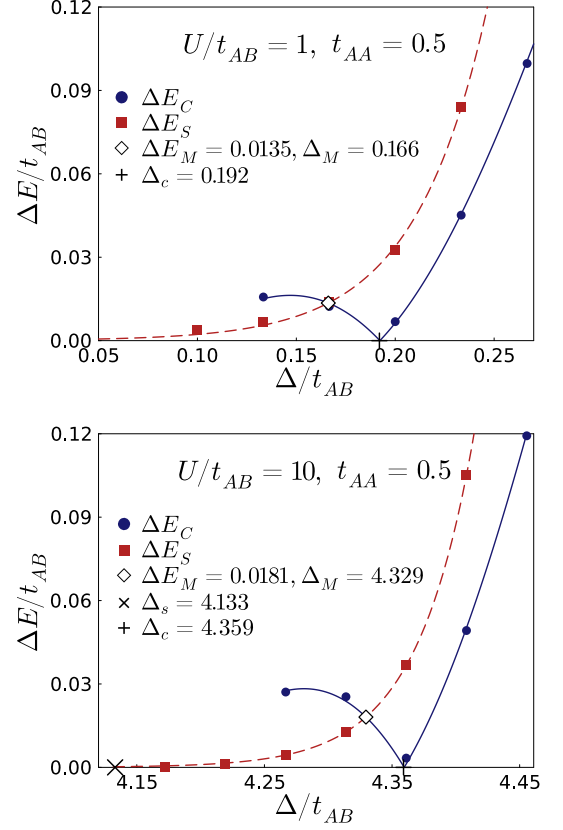 U/t_AB = 1, t_AA = 0.5
ΔE_C
ΔE_S
ΔE_M = 0.0135, Δ_M = 0.166
Δ_c = 0.192
ΔE/t_AB
0.12
0.09
0.06
0.03
0.00
0.05 0.10 0.15 0.20 0.25
Δ/t_AB
U/t_AB = 10, t_AA = 0.5
ΔE_C
ΔE_S
ΔE_M = 0.0181, Δ_M = 4.329
Δ_s = 4.133
Δ_c = 4.359
ΔE/t_AB
0.12
0.09
0.06
0.03
0.00
4.15 4.25 4.35 4.45
Δ/t_AB